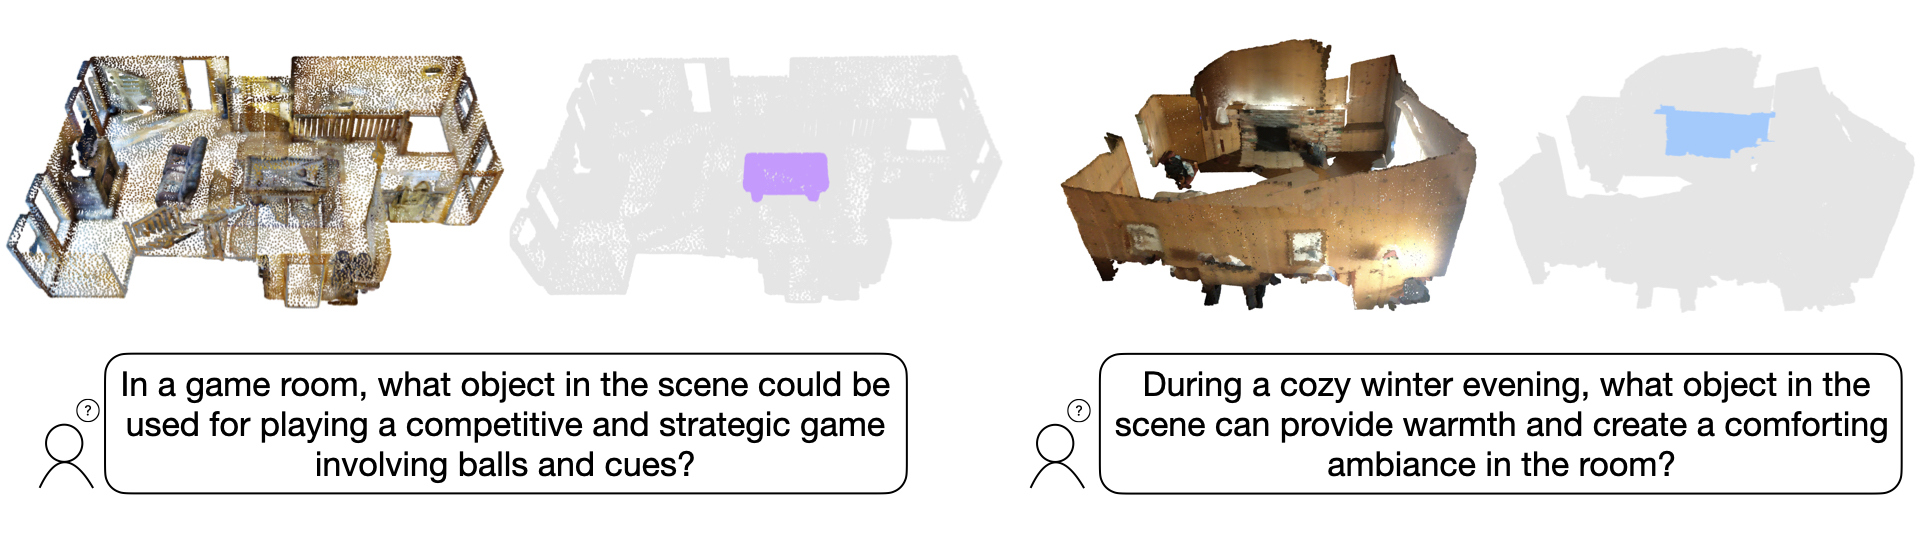 ?
In a game room, what object in the scene could be
used for playing a competitive and strategic game
involving balls and cues?
?
During a cozy winter evening, what object in the
scene can provide warmth and create a comforting
ambiance in the room?